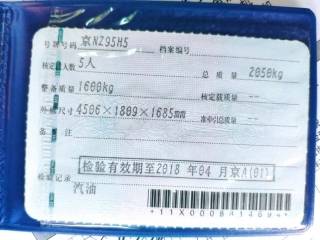 号牌号码 京NZ95H5 档案编号
核定载人数 5人 总质量 2050kg
整备质量 1600kg 核定载质量 --
外廓尺寸 4506×1809×1685mm 准牵引总质量 --
备注
检验有效期至2018年04月京A(01)
检验记录
汽油